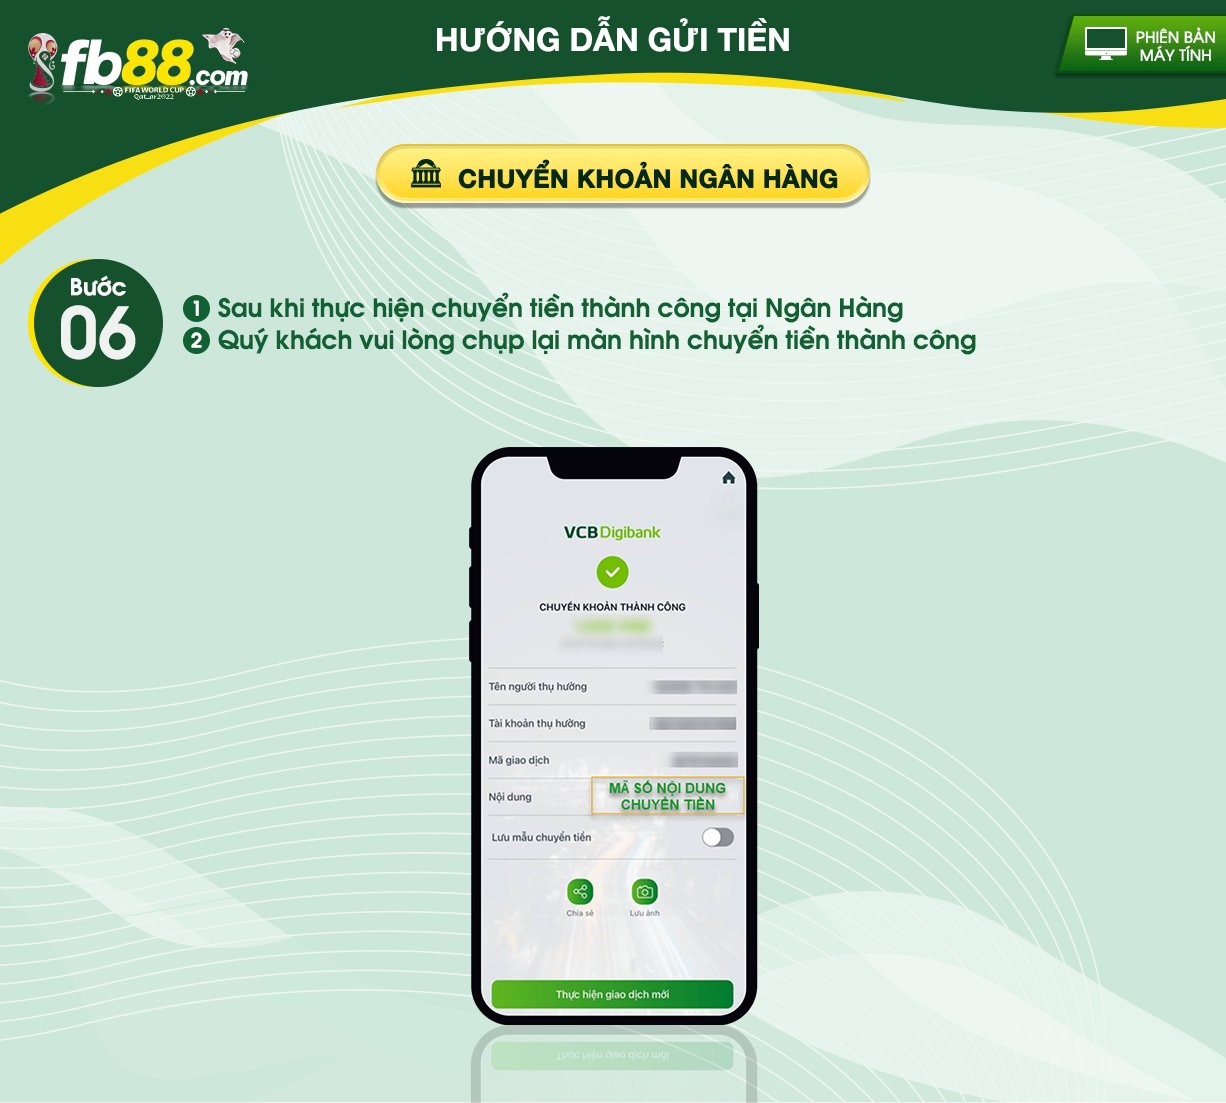 HƯỚNG DẪN GỬI TIỀN
fb88.com
FIFA WORLD CUP
Qatar2022
PHIÊN BẢN
MÁY TÍNH
CHUYỂN KHOẢN NGÂN HÀNG
Bước
06
1 Sau khi thực hiện chuyển tiền thành công tại Ngân Hàng
2 Quý khách vui lòng chụp lại màn hình chuyển tiền thành công
VCB Digibank
CHUYỂN KHOẢN THÀNH CÔNG
Tên người thụ hưởng
Tài khoản thụ hưởng
Mã giao dịch
Nội dung
MÃ SỐ NỘI DUNG
CHUYỂN TIỀN
Lưu mẫu chuyển tiền
Chia sẻ
Lưu ảnh
Thực hiện giao dịch mới